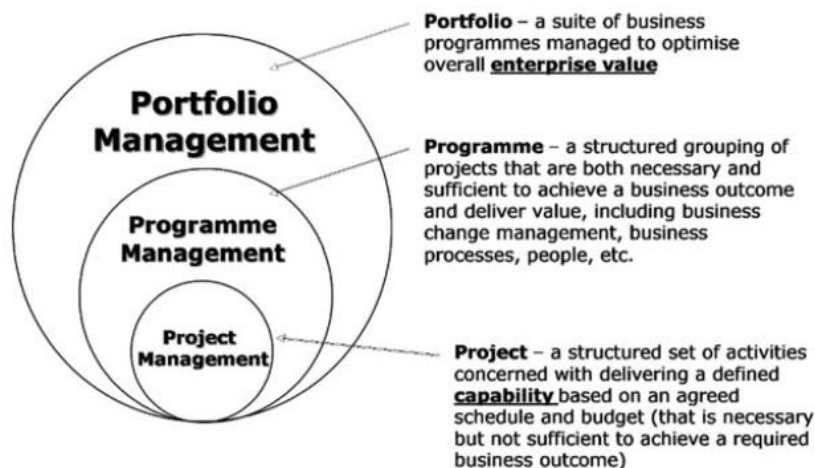 Portfolio – a suite of business
programmes managed to optimise
overall enterprise value
Portfolio
Management
Programme – a structured grouping of
projects that are both necessary and
sufficient to achieve a business outcome
and deliver value, including business
change management, business
processes, people, etc.
Programme
Management
Project
Management
Project – a structured set of activities
concerned with delivering a defined
capability based on an agreed
schedule and budget (that is necessary
but not sufficient to achieve a required
business outcome)